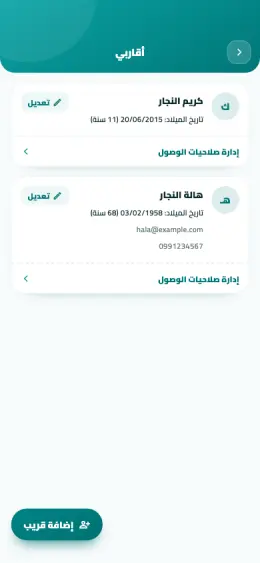 أقاربي
ك
كريم النجار
تعديل
تاريخ الميلاد: 20/06/2015 (11 سنة)
إدارة صلاحيات الوصول
هـ
هالة النجار
تعديل
تاريخ الميلاد: 03/02/1958 (68 سنة)
hala@example.com
0991234567
إدارة صلاحيات الوصول
إضافة قريب